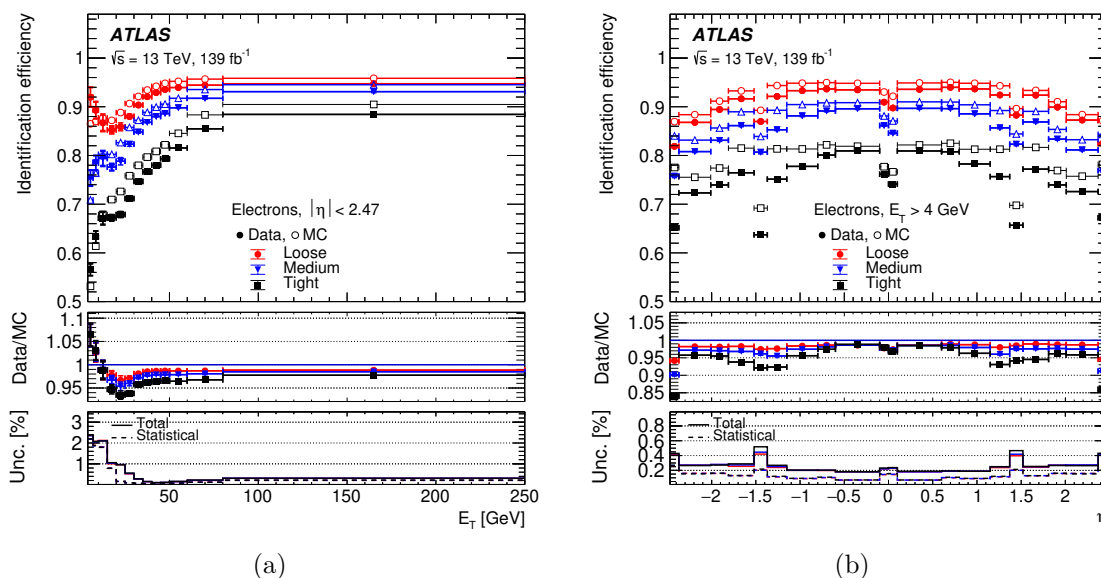 ATLAS
√s = 13 TeV, 139 fb⁻¹
Identification efficiency
1
0.9
0.8
0.7
0.6
0.5
Electrons, |η| < 2.47
Data, MC
Loose
Medium
Tight
Data/MC
1.1
1.05
1
0.95
Unc. [%]
3
2
1
Total
Statistical
50 100 150 200 250
E_T [GeV]
(a)
ATLAS
√s = 13 TeV, 139 fb⁻¹
Identification efficiency
1
0.9
0.8
0.7
0.6
0.5
Electrons, E_T > 4 GeV
Data, MC
Loose
Medium
Tight
Data/MC
1.05
1
0.95
0.9
0.85
Unc. [%]
0.8
0.6
0.4
0.2
Total
Statistical
−2 −1.5 −1 −0.5 0 0.5 1 1.5 2
(b)